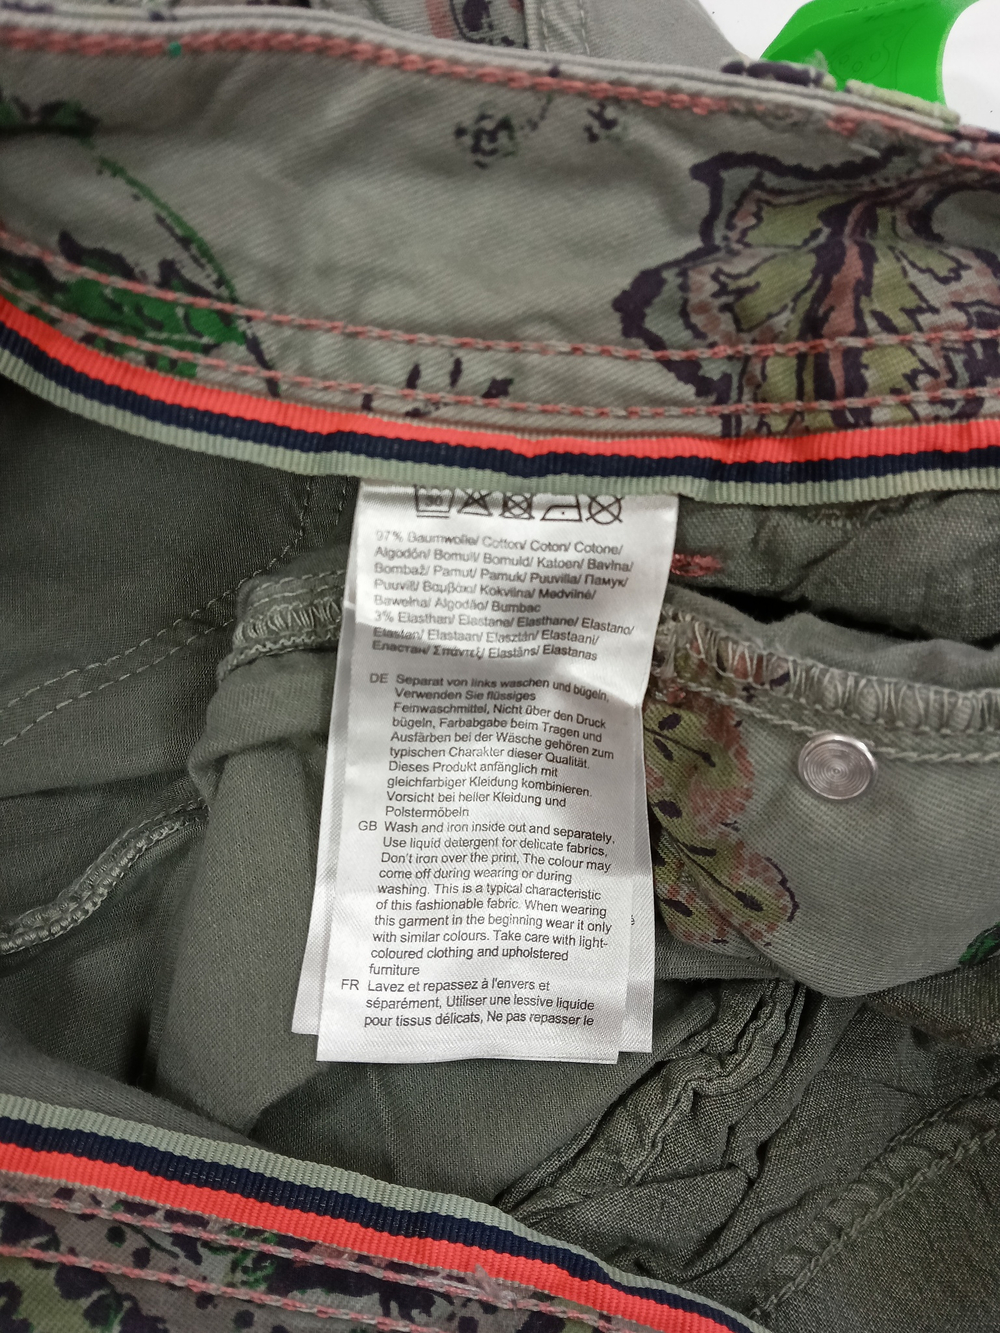 30
97% Baumwolle/ Cotton/ Coton/ Cotone/
Algodón/ Bomull/ Bomuld/ Katoen/ Bavlna/
Bombaž/ Pamut/ Pamuk/ Puuvilla/ Памук/
Puuvill/ Βαμβάκι/ Kokvilna/ Medvilnė/
Bawełna/ Algodão/ Bumbac
3% Elasthan/ Elastane/ Elasthane/ Elastano/
Elastan/ Elastaan/ Elasztán/ Elastaani/
Еластан/ Σπάντεξ/ Elastāns/ Elastanas
DE Separat von links waschen und bügeln,
Verwenden Sie flüssiges
Feinwaschmittel, Nicht über den Druck
bügeln, Farbabgabe beim Tragen und
Ausfärben bei der Wäsche gehören zum
typischen Charakter dieser Qualität.
Dieses Produkt anfänglich mit
gleichfarbiger Kleidung kombinieren.
Vorsicht bei heller Kleidung und
Polstermöbeln
GB Wash and iron inside out and separately,
Use liquid detergent for delicate fabrics,
Don't iron over the print, The colour may
come off during wearing or during
washing. This is a typical characteristic
of this fashionable fabric. When wearing
this garment in the beginning wear it only
with similar colours. Take care with light-
coloured clothing and upholstered
furniture
FR Lavez et repassez à l'envers et
séparément, Utiliser une lessive liquide
pour tissus délicats, Ne pas repasser le